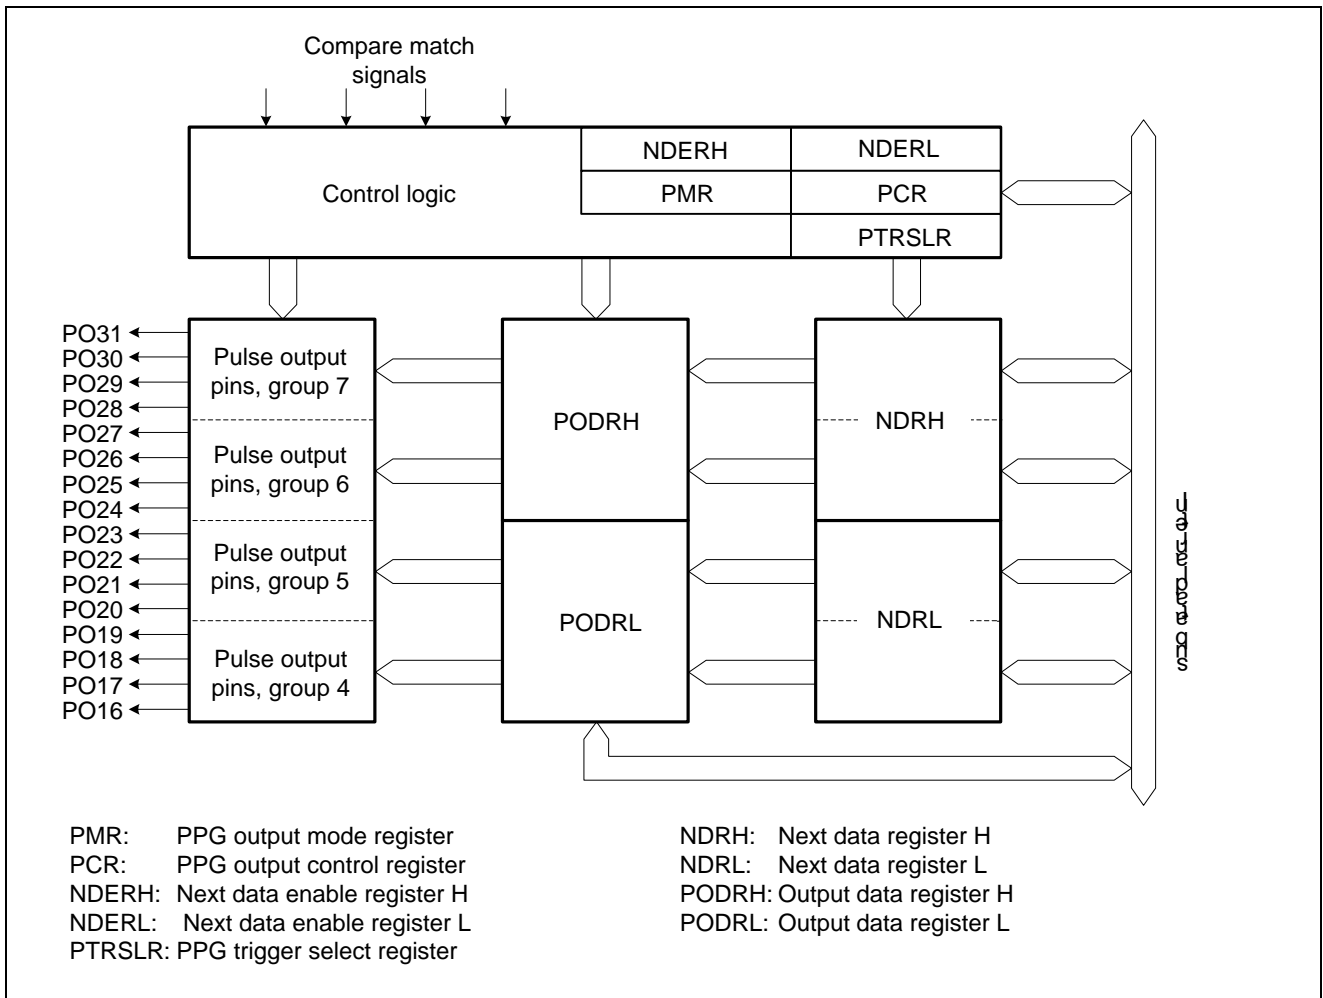 Compare match
signals
NDERH
NDERL
Control logic
PMR
PCR
PTRSLR
PO31
PO30
PO29
PO28
PO27
PO26
PO25
PO24
PO23
PO22
PO21
PO20
PO19
PO18
PO17
PO16
Pulse output
pins, group 7
Pulse output
pins, group 6
Pulse output
pins, group 5
Pulse output
pins, group 4
PODRH
PODRL
NDRH
NDRL
PMR: PPG output mode register
PCR: PPG output control register
NDERH: Next data enable register H
NDERL: Next data enable register L
PTRSLR: PPG trigger select register
NDRH: Next data register H
NDRL: Next data register L
PODRH: Output data register H
PODRL: Output data register L